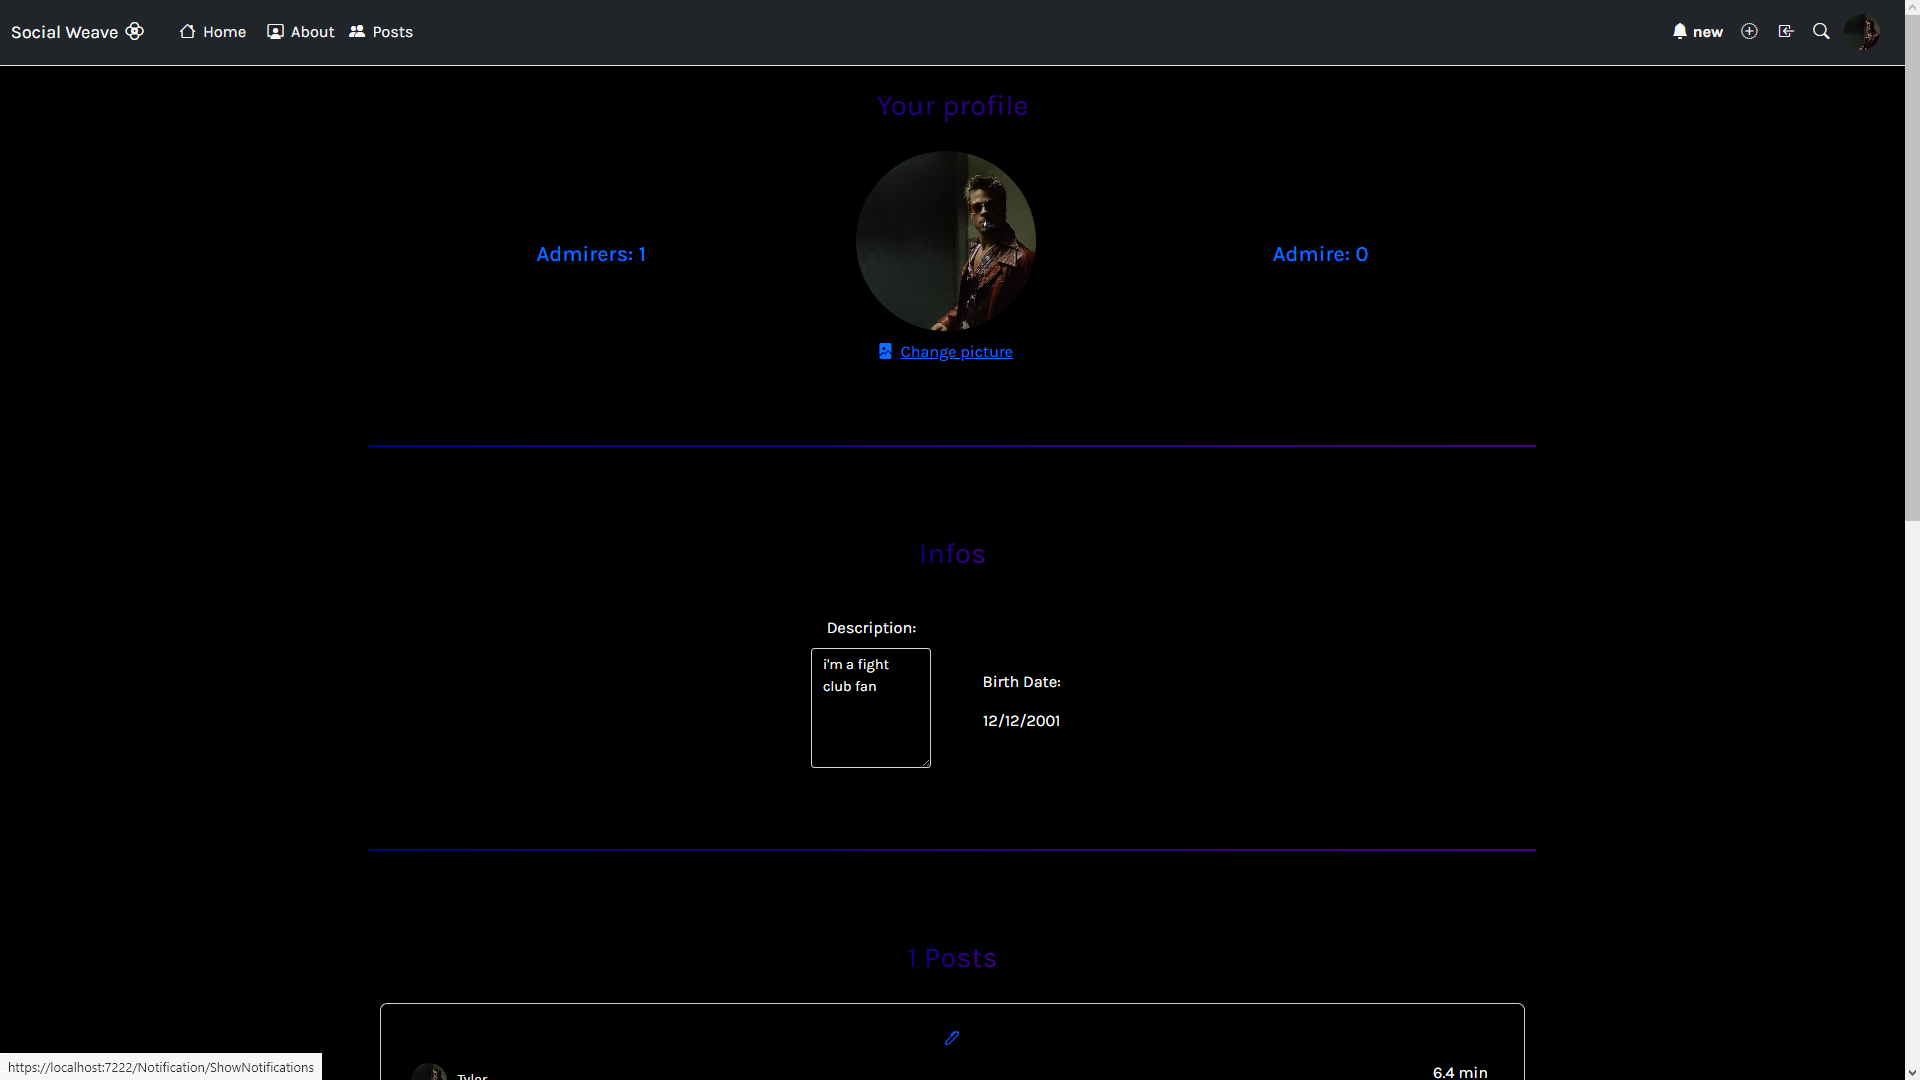 Social Weave
Home
About
Posts
new
Your profile
Admirers: 1
Admire: 0
Change picture
Infos
Description:
i'm a fight
club fan
Birth Date:
12/12/2001
1 Posts
Tyler
6.4 min
https://localhost:7222/Notification/ShowNotifications